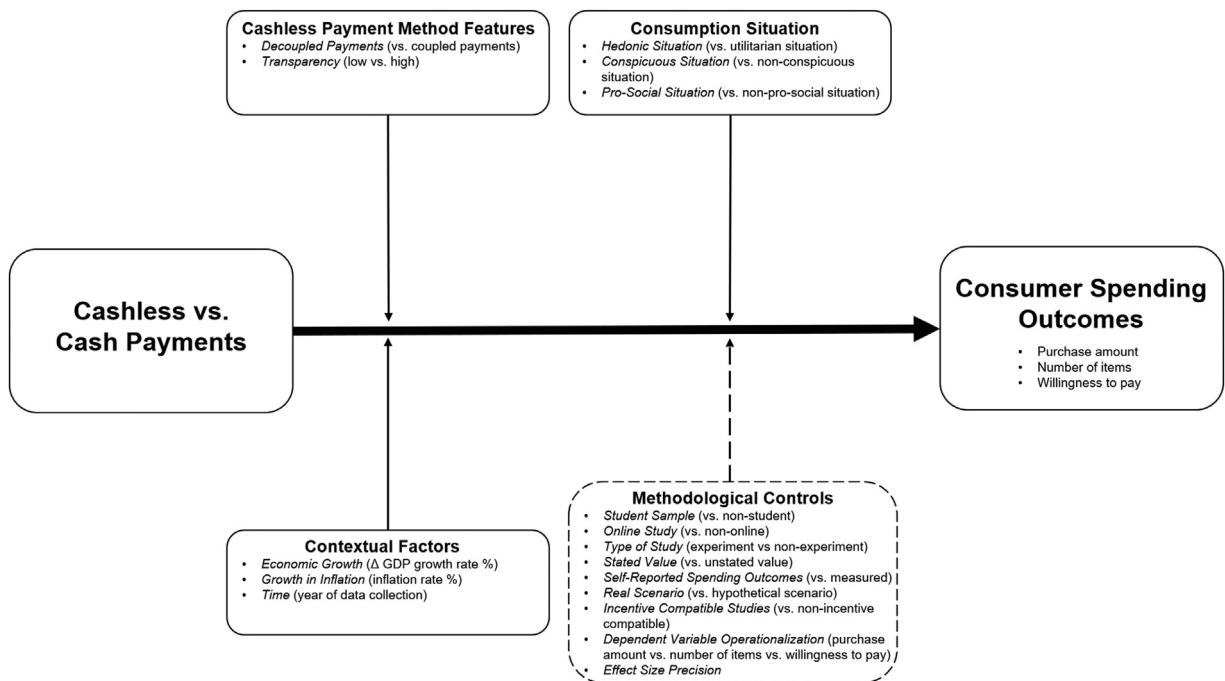 Cashless Payment Method Features
• Decoupled Payments (vs. coupled payments)
• Transparency (low vs. high)
Consumption Situation
• Hedonic Situation (vs. utilitarian situation)
• Conspicuous Situation (vs. non-conspicuous
situation)
• Pro-Social Situation (vs. non-pro-social situation)
Cashless vs.
Cash Payments
Consumer Spending
Outcomes
• Purchase amount
• Number of items
• Willingness to pay
Contextual Factors
• Economic Growth (Δ GDP growth rate %)
• Growth in Inflation (inflation rate %)
• Time (year of data collection)
Methodological Controls
• Student Sample (vs. non-student)
• Online Study (vs. non-online)
• Type of Study (experiment vs non-experiment)
• Stated Value (vs. unstated value)
• Self-Reported Spending Outcomes (vs. measured)
• Real Scenario (vs. hypothetical scenario)
• Incentive Compatible Studies (vs. non-incentive
compatible)
• Dependent Variable Operationalization (purchase
amount vs. number of items vs. willingness to pay)
• Effect Size Precision